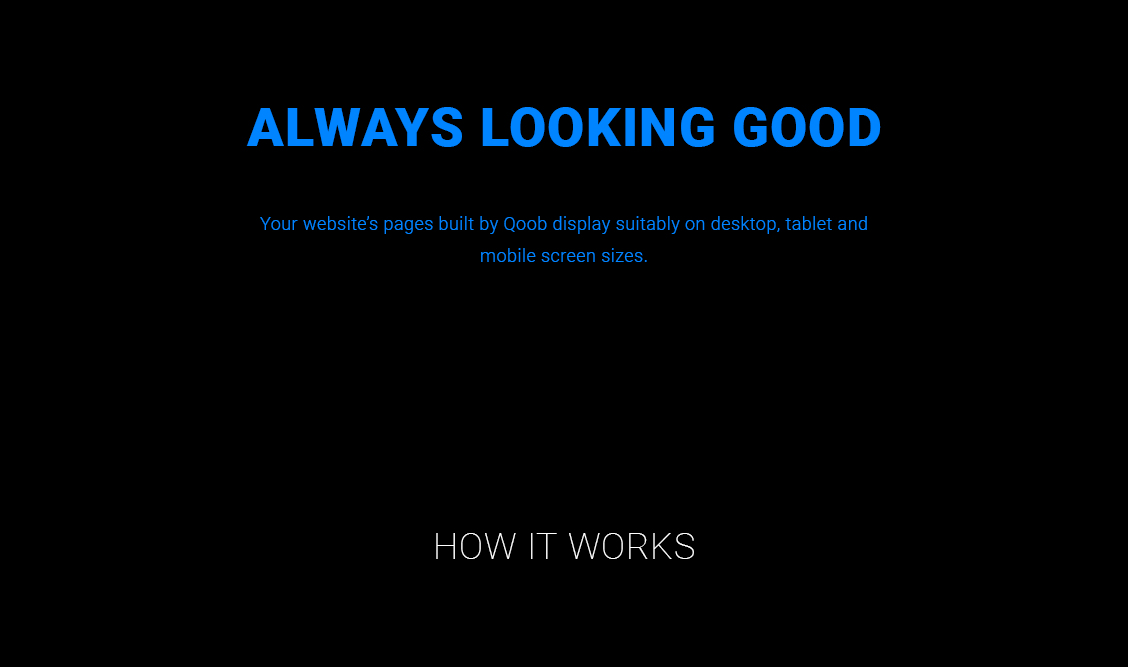 ALWAYS LOOKING GOOD
Your website’s pages built by Qoob display suitably on desktop, tablet and
mobile screen sizes.
HOW IT WORKS